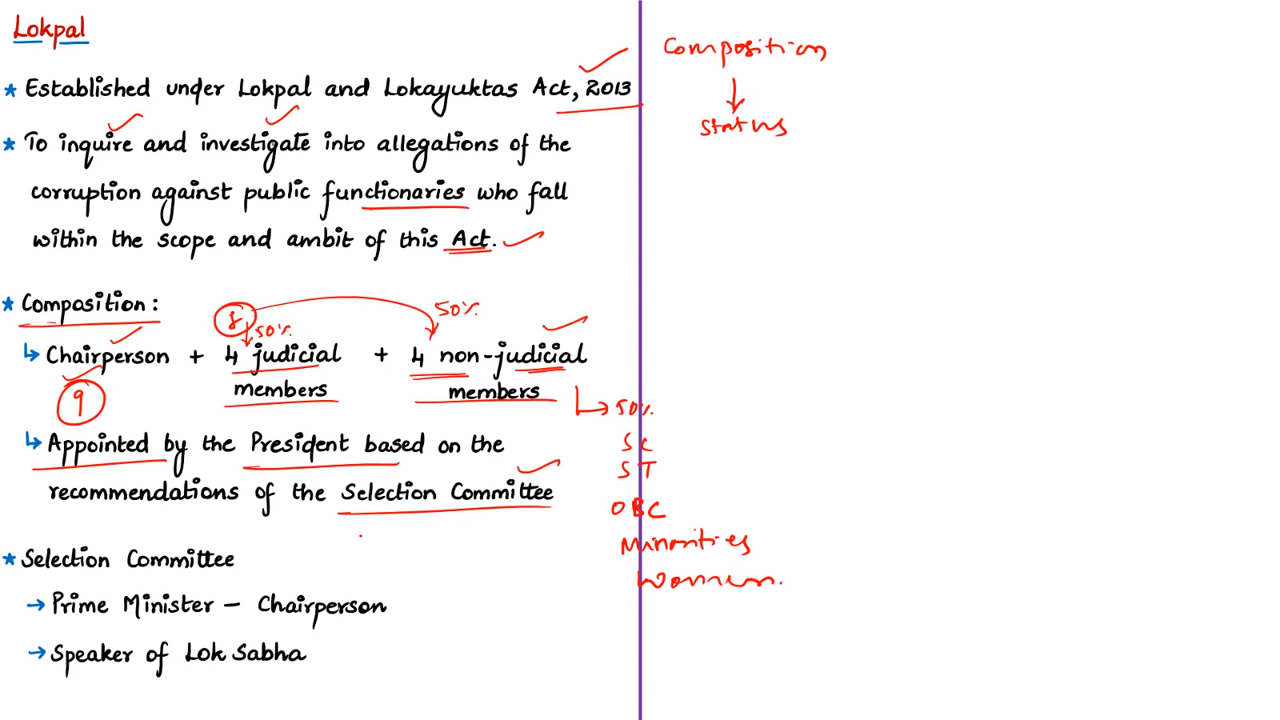 Lokpal
* Established under Lokpal and Lokayuktas Act, 2013
* To inquire and investigate into allegations of the
corruption against public functionaries who fall
within the scope and ambit of this Act.
* Composition:
8 50% 50%
↳ Chairperson + 4 judicial + 4 non-judicial
members members
9
↳ 50%
SC
ST
OBC
Minorities
Women.
↳ Appointed by the President based on the
recommendations of the Selection Committee
* Selection Committee
→ Prime Minister - Chairperson
→ Speaker of Lok Sabha
Composition
↓
Status